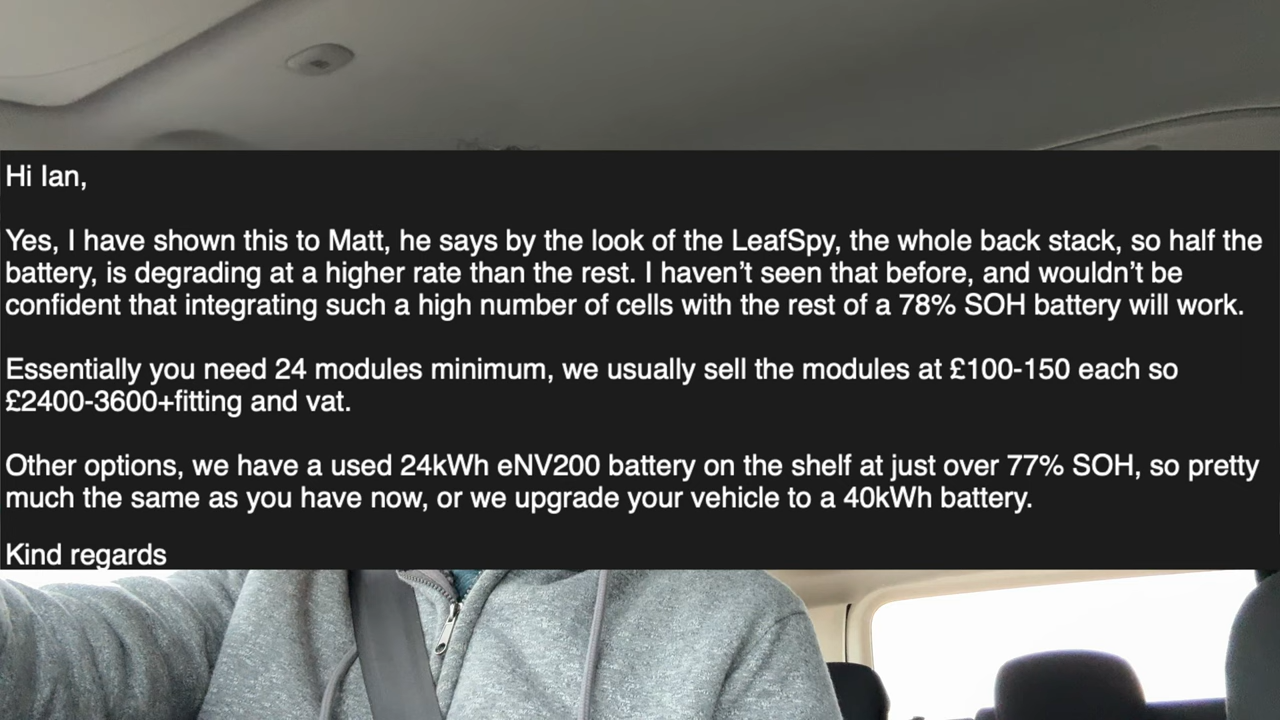 Hi Ian,
Yes, I have shown this to Matt, he says by the look of the LeafSpy, the whole back stack, so half the
battery, is degrading at a higher rate than the rest. I haven’t seen that before, and wouldn’t be
confident that integrating such a high number of cells with the rest of a 78% SOH battery will work.
Essentially you need 24 modules minimum, we usually sell the modules at £100-150 each so
£2400-3600+fitting and vat.
Other options, we have a used 24kWh eNV200 battery on the shelf at just over 77% SOH, so pretty
much the same as you have now, or we upgrade your vehicle to a 40kWh battery.
Kind regards